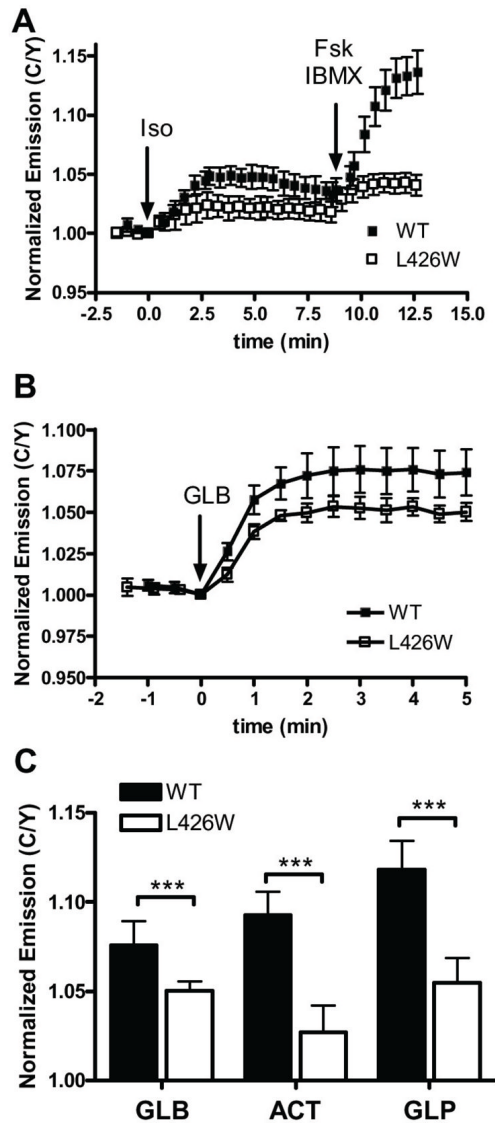 A
Normalized Emission (C/Y)
1.15
1.10
1.05
1.00
0.95
Iso
Fsk
IBMX
WT
L426W
-2.5 0.0 2.5 5.0 7.5 10.0 12.5 15.0
time (min)
B
Normalized Emission (C/Y)
1.100
1.075
1.050
1.025
1.000
0.975
0.950
GLB
WT
L426W
-2 -1 0 1 2 3 4 5
time (min)
C
Normalized Emission (C/Y)
WT
L426W
1.15
1.10
1.05
1.00
*** *** ***
GLB ACT GLP